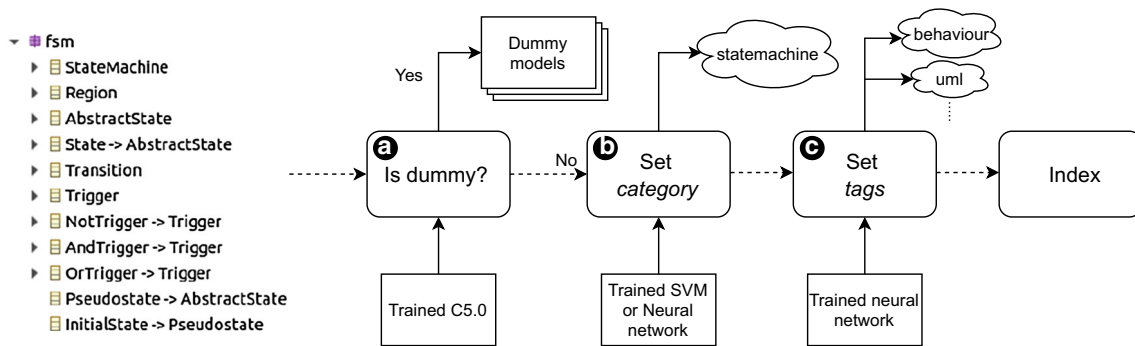 fsm
StateMachine
Region
AbstractState
State -> AbstractState
Transition
Trigger
NotTrigger -> Trigger
AndTrigger -> Trigger
OrTrigger -> Trigger
Pseudostate -> AbstractState
InitialState -> Pseudostate
Dummy
models
Yes
a
Is dummy?
No
Trained C5.0
statemachine
b
Set
category
Trained SVM
or Neural
network
behaviour
uml
c
Set
tags
Trained neural
network
Index